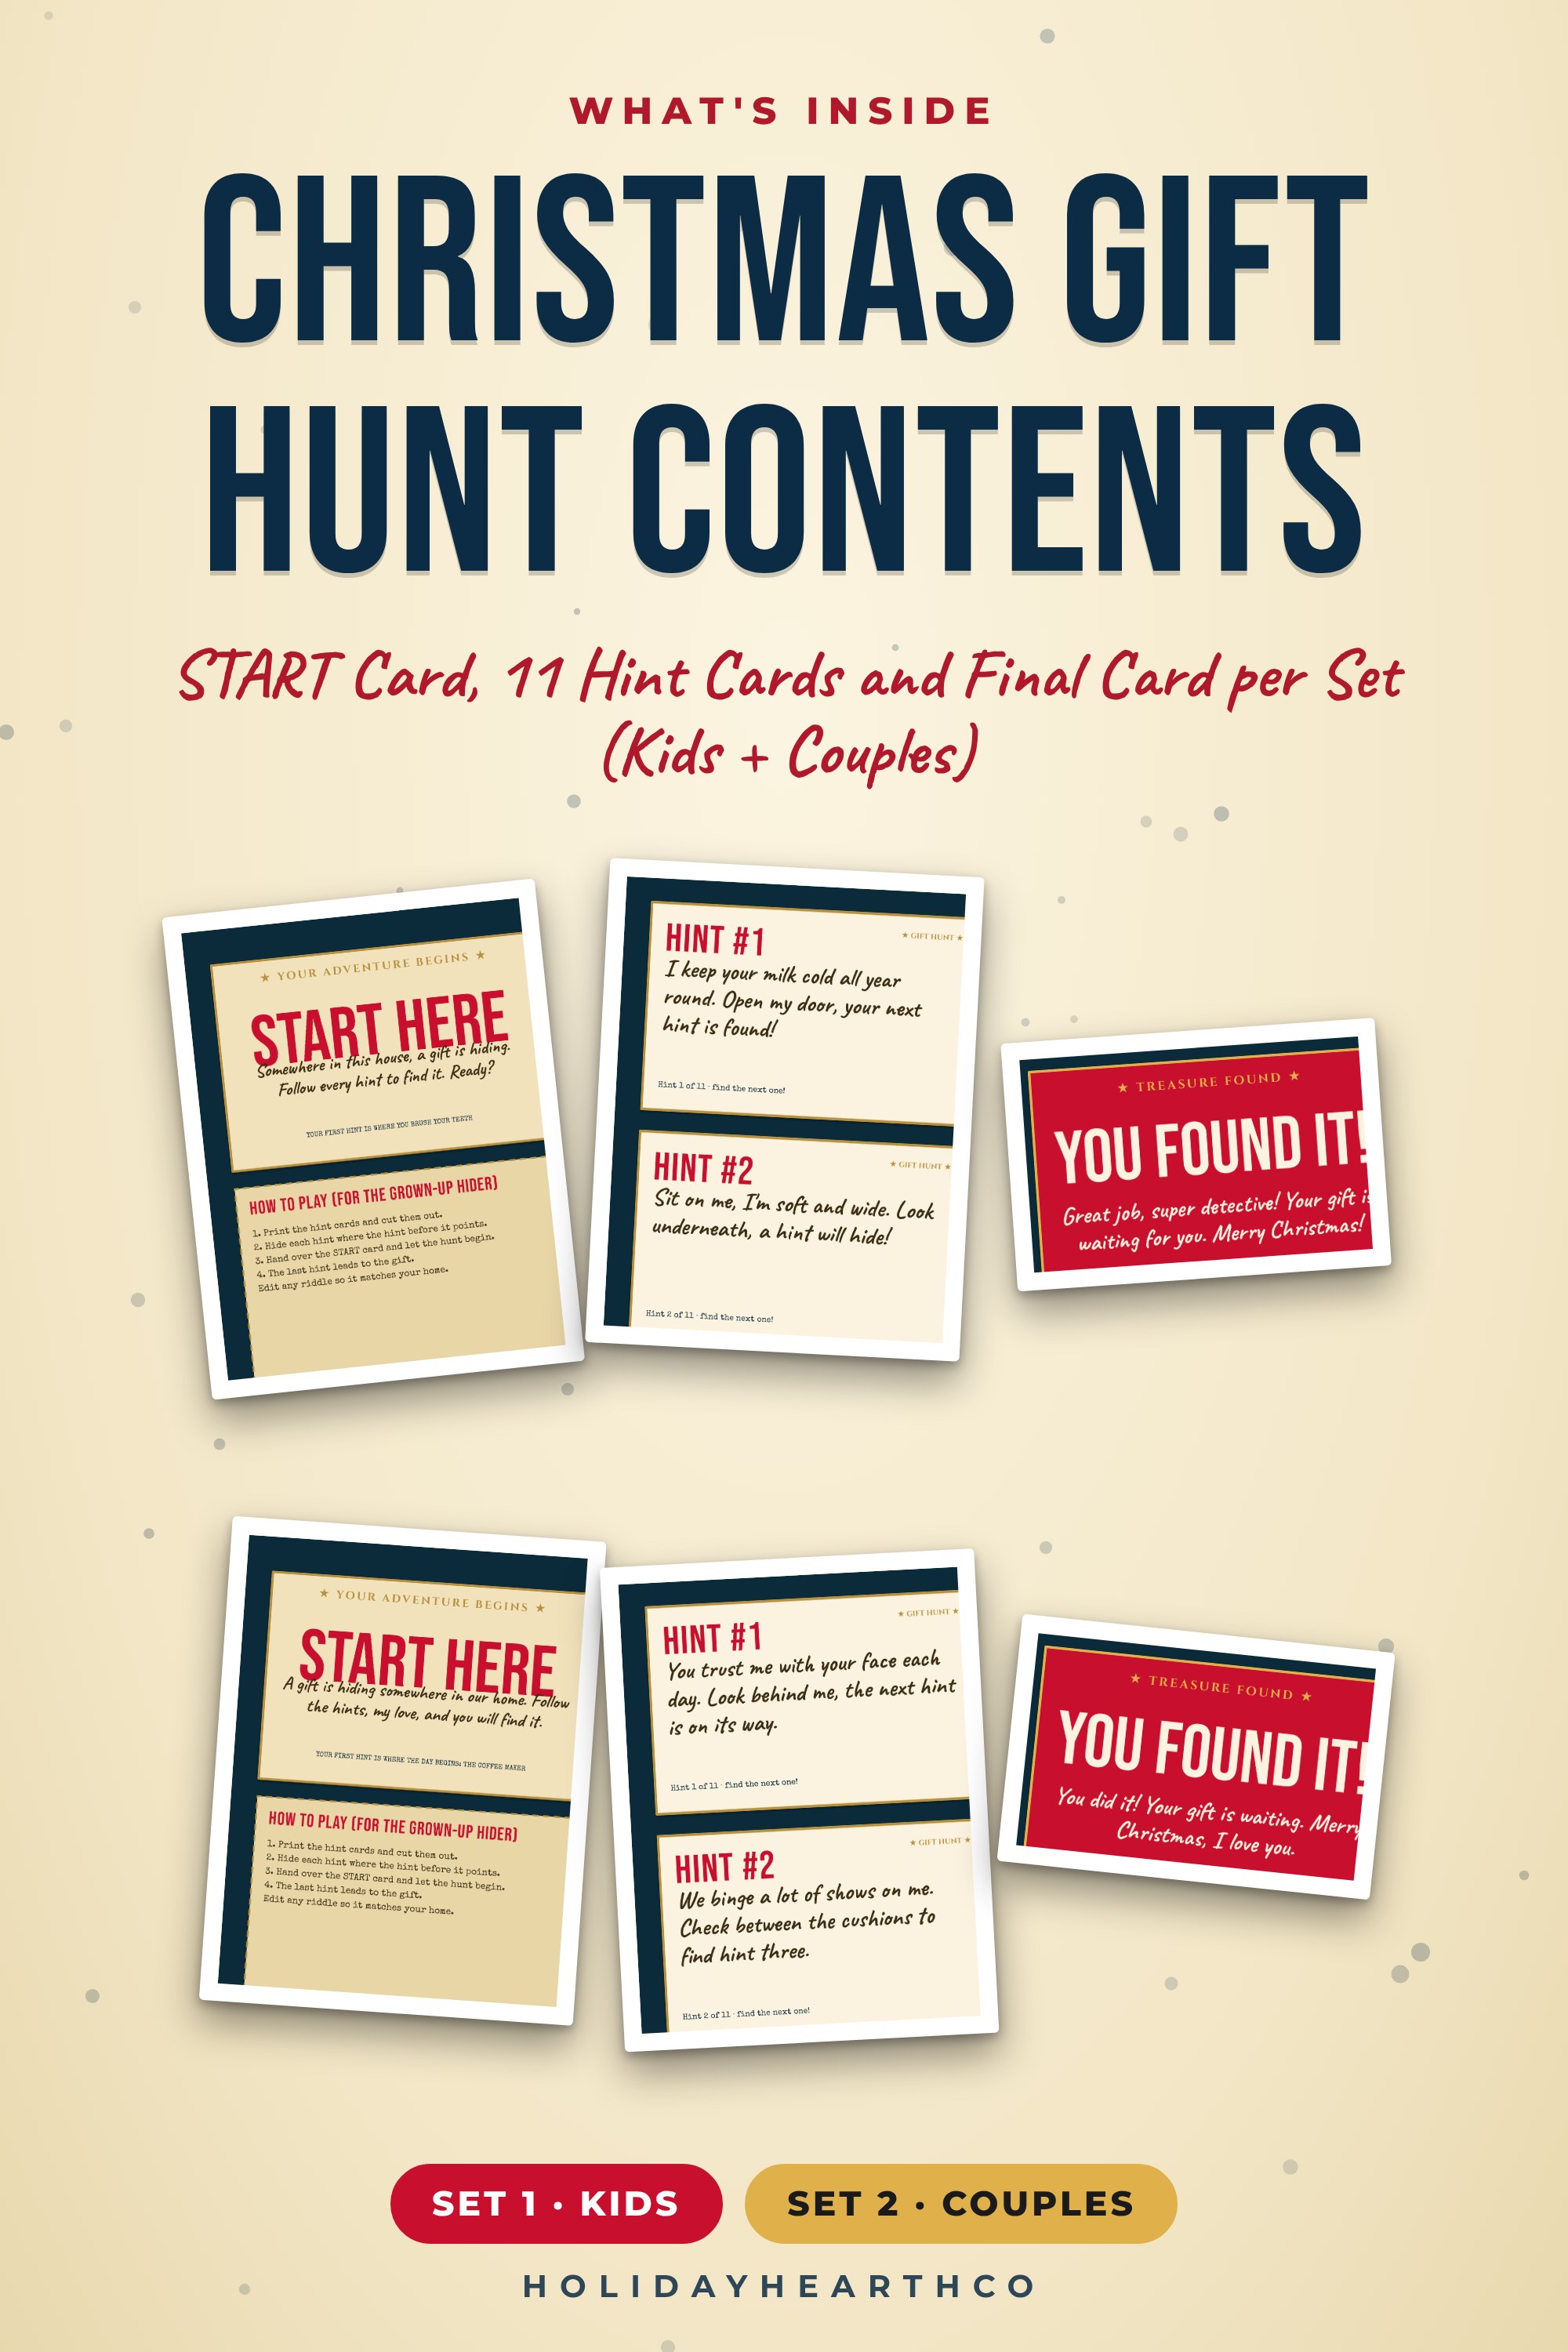 WHAT'S INSIDE
CHRISTMAS GIFT
HUNT CONTENTS
START Card, 11 Hint Cards and Final Card per Set
(Kids + Couples)
★ YOUR ADVENTURE BEGINS ★
START HERE
Somewhere in this house, a gift is hiding.
Follow every hint to find it. Ready?
YOUR FIRST HINT IS WHERE YOU BRUSH YOUR TEETH
HOW TO PLAY (FOR THE GROWN-UP HIDER)
1. Print the hint cards and cut them out.
2. Hide each hint where the hint before it points.
3. Hand over the START card and let the hunt begin.
4. The last hint leads to the gift.
Edit any riddle so it matches your home.
HINT #1
★ GIFT HUNT ★
I keep your milk cold all year
round. Open my door, your next
hint is found!
Hint 1 of 11 · find the next one!
HINT #2
★ GIFT HUNT ★
Sit on me, I'm soft and wide. Look
underneath, a hint will hide!
Hint 2 of 11 · find the next one!
★ TREASURE FOUND ★
YOU FOUND IT!
Great job, super detective! Your gift is
waiting for you. Merry Christmas!
★ YOUR ADVENTURE BEGINS ★
START HERE
A gift is hiding somewhere in our home. Follow
the hints, my love, and you will find it.
YOUR FIRST HINT IS WHERE THE DAY BEGINS: THE COFFEE MAKER
HOW TO PLAY (FOR THE GROWN-UP HIDER)
1. Print the hint cards and cut them out.
2. Hide each hint where the hint before it points.
3. Hand over the START card and let the hunt begin.
4. The last hint leads to the gift.
Edit any riddle so it matches your home.
HINT #1
★ GIFT HUNT ★
You trust me with your face each
day. Look behind me, the next hint
is on its way.
Hint 1 of 11 · find the next one!
HINT #2
★ GIFT HUNT ★
We binge a lot of shows on me.
Check between the cushions to
find hint three.
Hint 2 of 11 · find the next one!
★ TREASURE FOUND ★
YOU FOUND IT!
You did it! Your gift is waiting. Merry
Christmas, I love you.
SET 1 · KIDS
SET 2 · COUPLES
HOLIDAYHEARTHCO